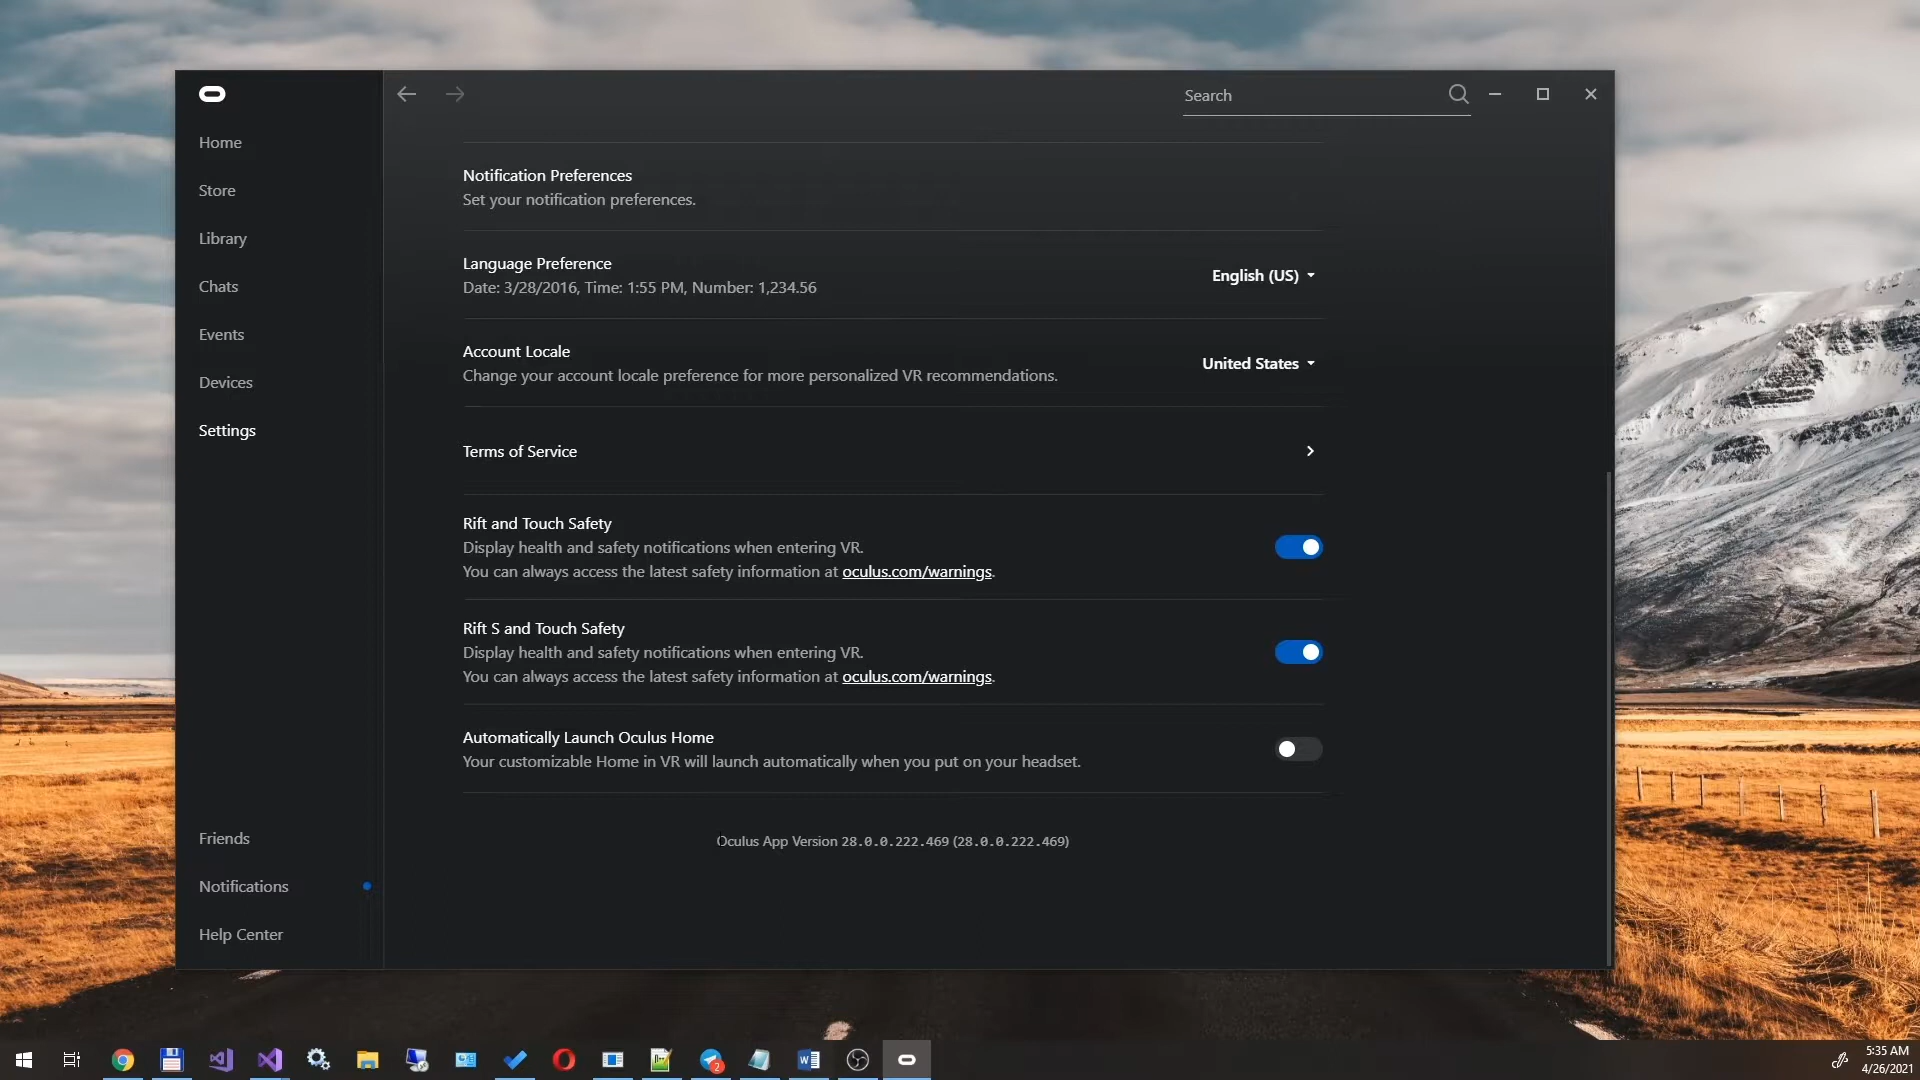 Search
Home
Store
Library
Chats
Events
Devices
Settings
Friends
Notifications
Help Center
Notification Preferences
Set your notification preferences.
Language Preference
Date: 3/28/2016, Time: 1:55 PM, Number: 1,234.56
English (US)
Account Locale
Change your account locale preference for more personalized VR recommendations.
United States
Terms of Service
Rift and Touch Safety
Display health and safety notifications when entering VR.
You can always access the latest safety information at oculus.com/warnings.
Rift S and Touch Safety
Display health and safety notifications when entering VR.
You can always access the latest safety information at oculus.com/warnings.
Automatically Launch Oculus Home
Your customizable Home in VR will launch automatically when you put on your headset.
Oculus App Version 28.0.0.222.469 (28.0.0.222.469)
2
5:35 AM
4/26/2021